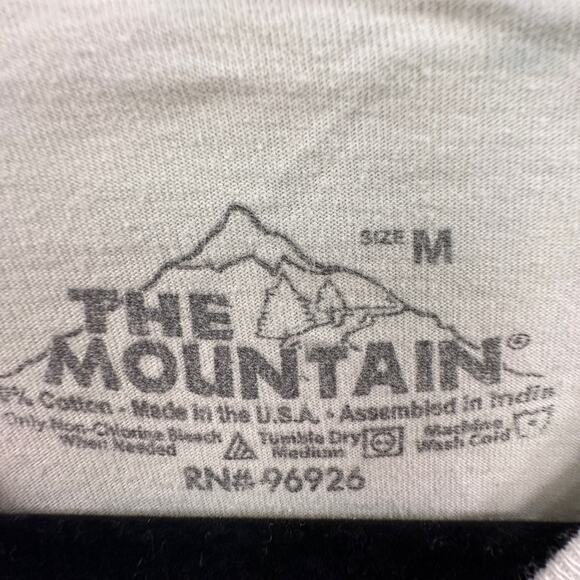 SIZE M
THE
MOUNTAIN®
% Cotton - Made in the U.S.A. - Assembled in India
Only Non-Chlorine Bleach
When Needed
Tumble Dry
Medium
Machine
Wash Cold
RN# 96926